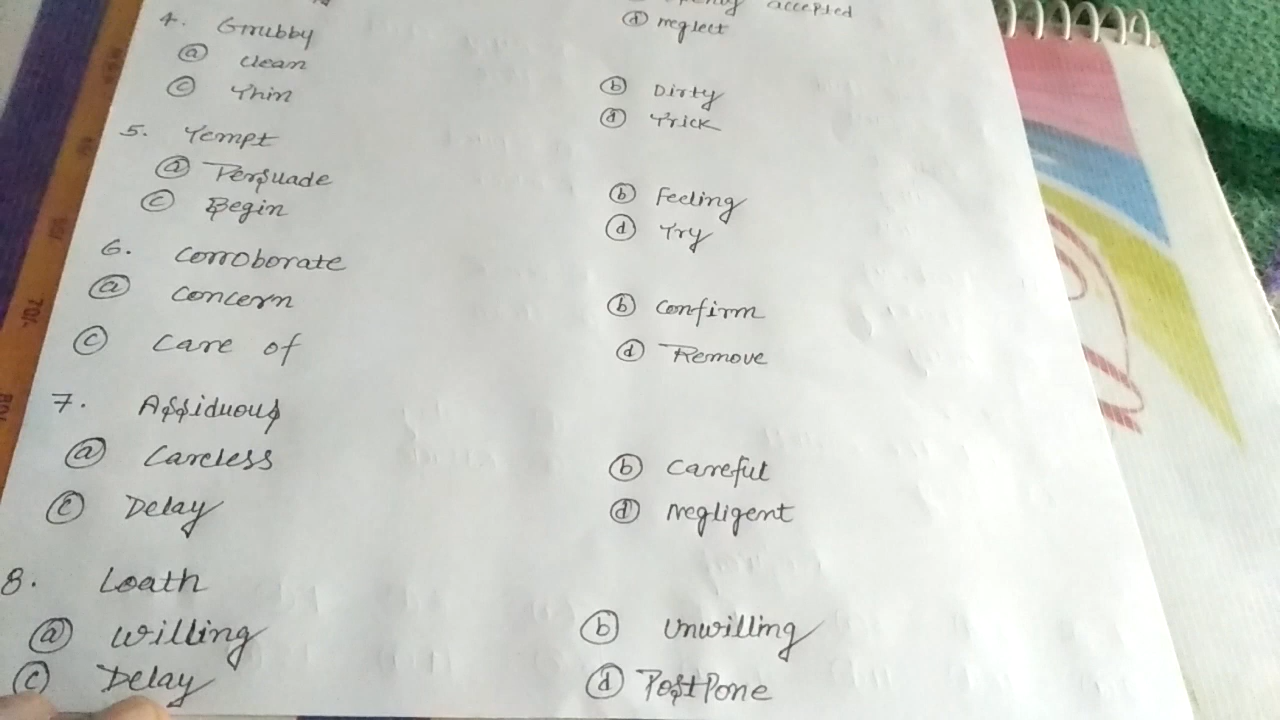 accepted
4. Grubby
ⓓ neglect
ⓐ clean
ⓑ Dirty
ⓒ Thin
ⓓ Trick
5. Tempt
ⓐ Persuade
ⓑ Feeling
ⓒ Begin
ⓓ Try
6. Corroborate
ⓐ Concern
ⓑ Confirm
ⓒ Care of
ⓓ Remove
7. Assiduous
ⓐ Careless
ⓑ Careful
ⓒ Delay
ⓓ Negligent
8. Loath
ⓐ Willing
ⓑ Unwilling
ⓒ Delay
ⓓ PostPone